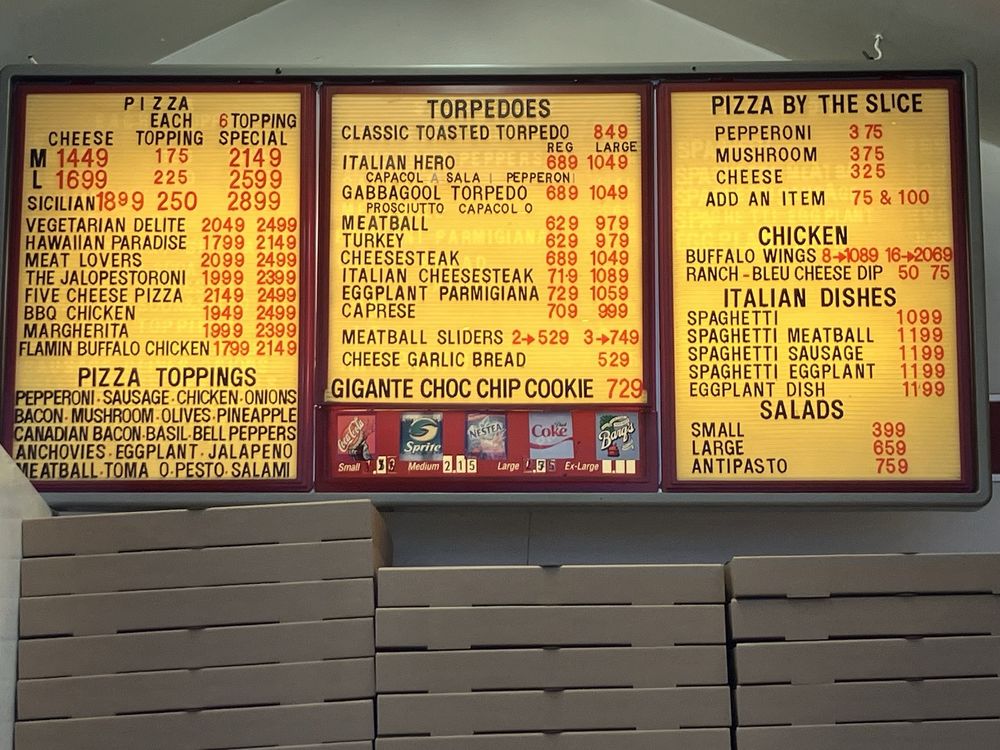 PIZZA
EACH 6 TOPPING
CHEESE TOPPING SPECIAL
M 1449 175 2149
L 1699 225 2599
SICILIAN 1899 250 2899
VEGETARIAN DELITE 2049 2499
HAWAIIAN PARADISE 1799 2149
MEAT LOVERS 2099 2499
THE JALOPESTORONI 1999 2399
FIVE CHEESE PIZZA 2149 2499
BBQ CHICKEN 1949 2499
MARGHERITA 1999 2399
FLAMIN BUFFALO CHICKEN 1799 2149
PIZZA TOPPINGS
PEPPERONI·SAUSAGE·CHICKEN·ONIONS
BACON·MUSHROOM·OLIVES·PINEAPPLE
CANADIAN BACON·BASIL·BELL PEPPERS
ANCHOVIES·EGGPLANT·JALAPENO
MEATBALL·TOMA O·PESTO·SALAMI
TORPEDOES
CLASSIC TOASTED TORPEDO 849
REG LARGE
ITALIAN HERO 689 1049
CAPACOL A SALA I PEPPERONI
GABBAGOOL TORPEDO 689 1049
PROSCIUTTO CAPACOL O
MEATBALL 629 979
TURKEY 629 979
CHEESESTEAK 689 1049
ITALIAN CHEESESTEAK 719 1089
EGGPLANT PARMIGIANA 729 1059
CAPRESE 709 999
MEATBALL SLIDERS 2→529 3→749
CHEESE GARLIC BREAD 529
GIGANTE CHOC CHIP COOKIE 729
Coca-Cola Sprite NESTEA Diet Coke Barq's
Small Medium 2.15 Large Ex-Large
PIZZA BY THE SLICE
PEPPERONI 375
MUSHROOM 375
CHEESE 325
ADD AN ITEM 75 & 100
CHICKEN
BUFFALO WINGS 8→1089 16→2069
RANCH-BLEU CHEESE DIP 50 75
ITALIAN DISHES
SPAGHETTI 1099
SPAGHETTI MEATBALL 1199
SPAGHETTI SAUSAGE 1199
SPAGHETTI EGGPLANT 1199
EGGPLANT DISH 1199
SALADS
SMALL 399
LARGE 659
ANTIPASTO 759